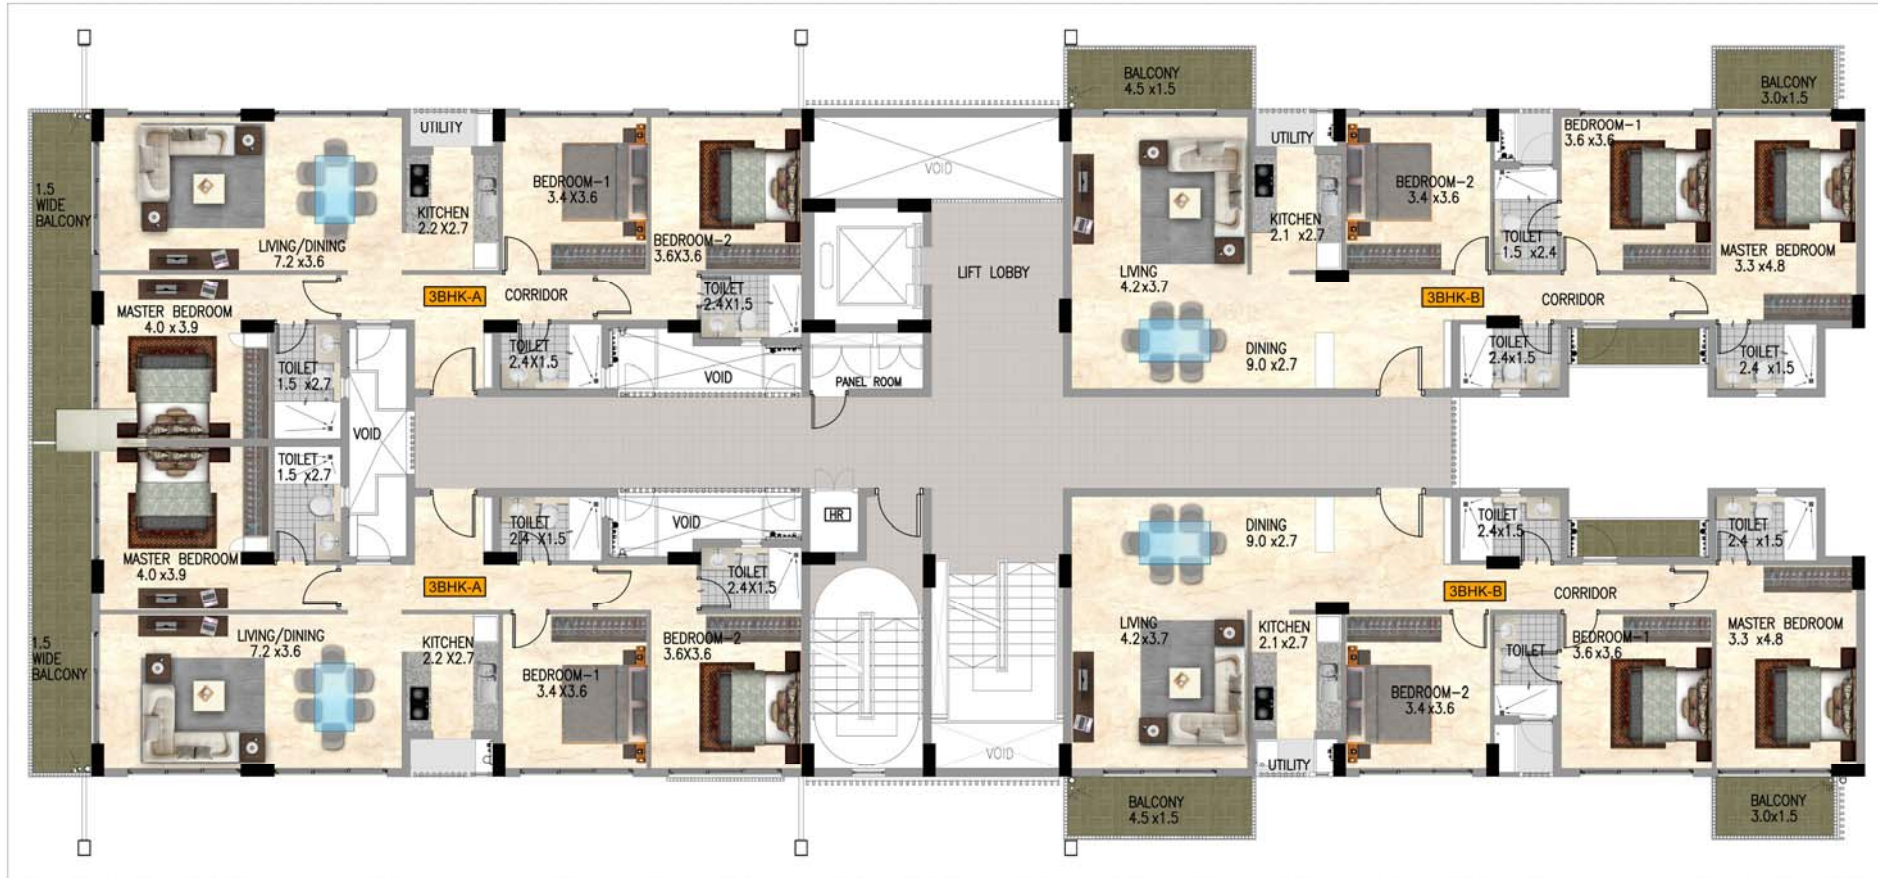 BALCONY
4.5 x1.5
BALCONY
3.0x1.5
UTILITY
UTILITY
BEDROOM-1
3.6 x3.6
1.5
WIDE
BALCONY
BEDROOM-1
3.4 X3.6
VOID
BEDROOM-2
3.4 x3.6
KITCHEN
2.2 X2.7
KITCHEN
2.1 x2.7
LIVING/DINING
7.2 x3.6
BEDROOM-2
3.6X3.6
TOILET
1.5 x2.4
MASTER BEDROOM
3.3 x4.8
LIFT LOBBY
LIVING
4.2x3.7
TOILET
2.4X1.5
3BHK-A
CORRIDOR
3BHK-B
CORRIDOR
MASTER BEDROOM
4.0 x3.9
TOILET
2.4X1.5
DINING
9.0 x2.7
TOILET
2.4x1.5
TOILET
2.4 x1.5
TOILET
1.5 x2.7
VOID
PANEL ROOM
VOID
TOILET
1.5 x2.7
TOILET
2.4 X1.5
VOID
HR
DINING
9.0 x2.7
TOILET
2.4x1.5
TOILET
2.4 x1.5
MASTER BEDROOM
4.0 x3.9
3BHK-A
TOILET
2.4X1.5
3BHK-B
CORRIDOR
1.5
WIDE
BALCONY
LIVING/DINING
7.2 x3.6
KITCHEN
2.2 X2.7
BEDROOM-2
3.6X3.6
LIVING
4.2x3.7
KITCHEN
2.1 x2.7
BEDROOM-1
3.6 x3.6
MASTER BEDROOM
3.3 x4.8
TOILET
BEDROOM-1
3.4 X3.6
BEDROOM-2
3.4 x3.6
VOID
UTILITY
BALCONY
4.5 x1.5
BALCONY
3.0x1.5